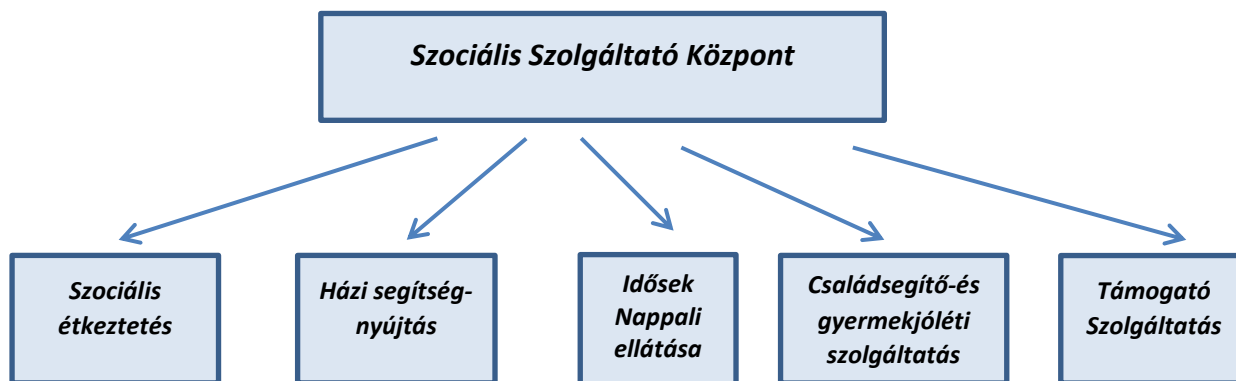 Szociális Szolgáltató Központ
Szociális
étkeztetés
Házi segítség-
nyújtás
Idősek
Nappali
ellátása
Családsegítő-és
gyermekjóléti
szolgáltatás
Támogató
Szolgáltatás